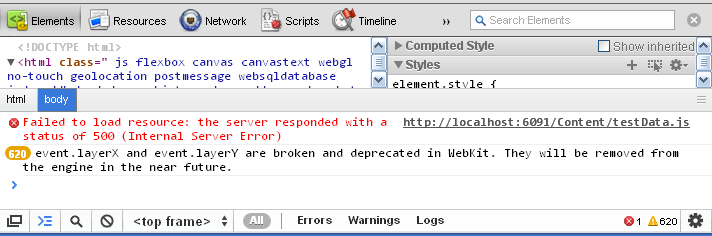 Elements Resources Network Scripts Timeline » Search Elements
<!DOCTYPE html>
▼<html class=" js flexbox canvas canvastext webgl
no-touch geolocation postmessage websqldatabase
▶ Computed Style Show inherited
▼ Styles
element.style {
html body
Failed to load resource: the server responded with a status of 500 (Internal Server Error)
http://localhost:6091/Content/testData.js
620 event.layerX and event.layerY are broken and deprecated in WebKit. They will be removed from
the engine in the near future.
>
<top frame> All Errors Warnings Logs 1 620